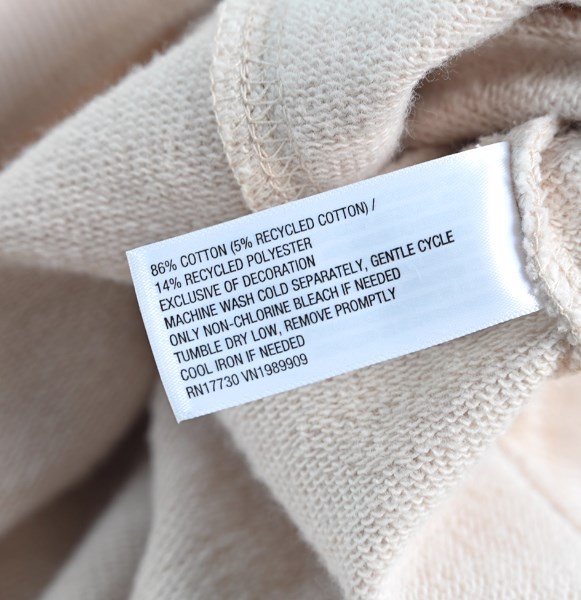 86% COTTON (5% RECYCLED COTTON) /
14% RECYCLED POLYESTER
EXCLUSIVE OF DECORATION
MACHINE WASH COLD SEPARATELY, GENTLE CYCLE
ONLY NON-CHLORINE BLEACH IF NEEDED
TUMBLE DRY LOW, REMOVE PROMPTLY
COOL IRON IF NEEDED
RN17730 VN1989909